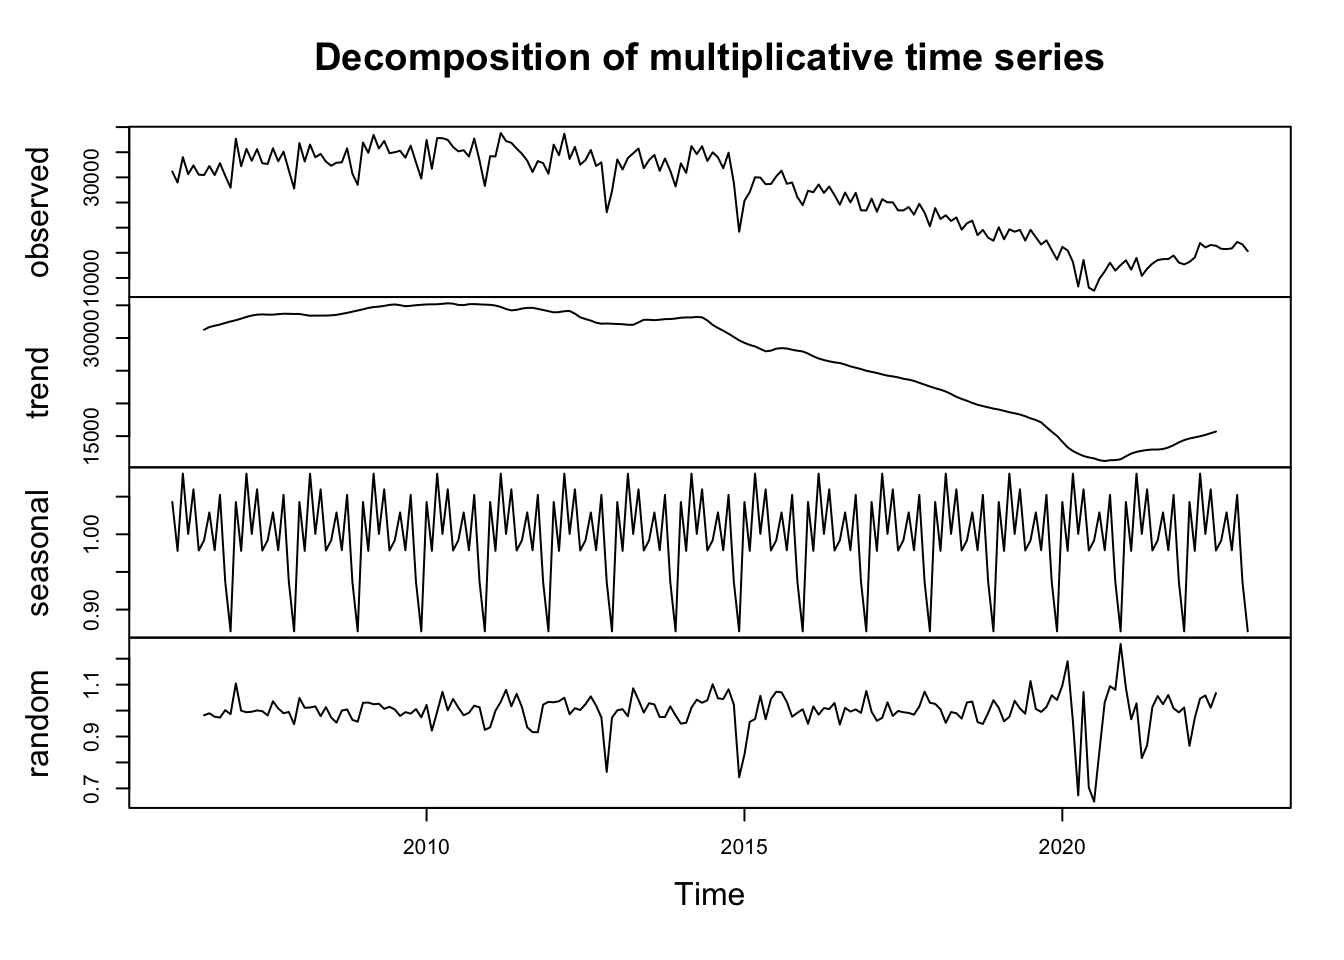 Decomposition of multiplicative time series
observed
10000
30000
trend
15000
30000
seasonal
0.90
1.00
random
0.7
0.9
1.1
2010
2015
2020
Time